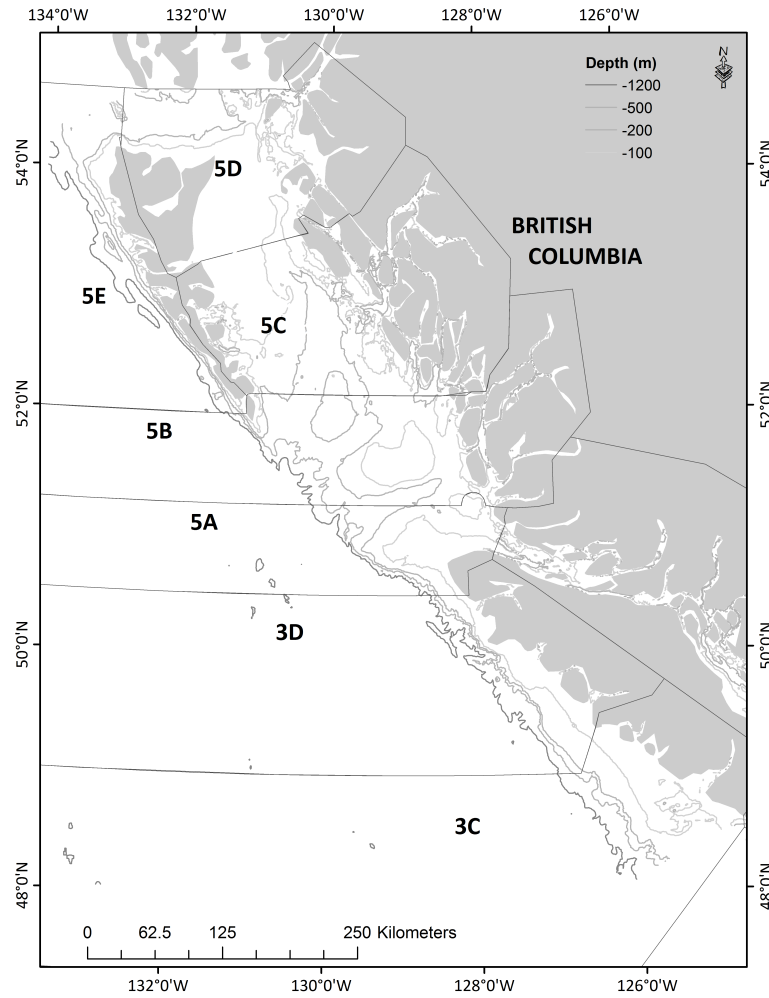 134°0'W 132°0'W 130°0'W 128°0'W 126°0'W
Depth (m)
-1200
-500
-200
-100
N
54°0'N
54°0'N
5D
BRITISH
COLUMBIA
5E
5C
52°0'N
52°0'N
5B
5A
3D
50°0'N
50°0'N
3C
48°0'N
48°0'N
0 62.5 125 250 Kilometers
132°0'W 130°0'W 128°0'W 126°0'W